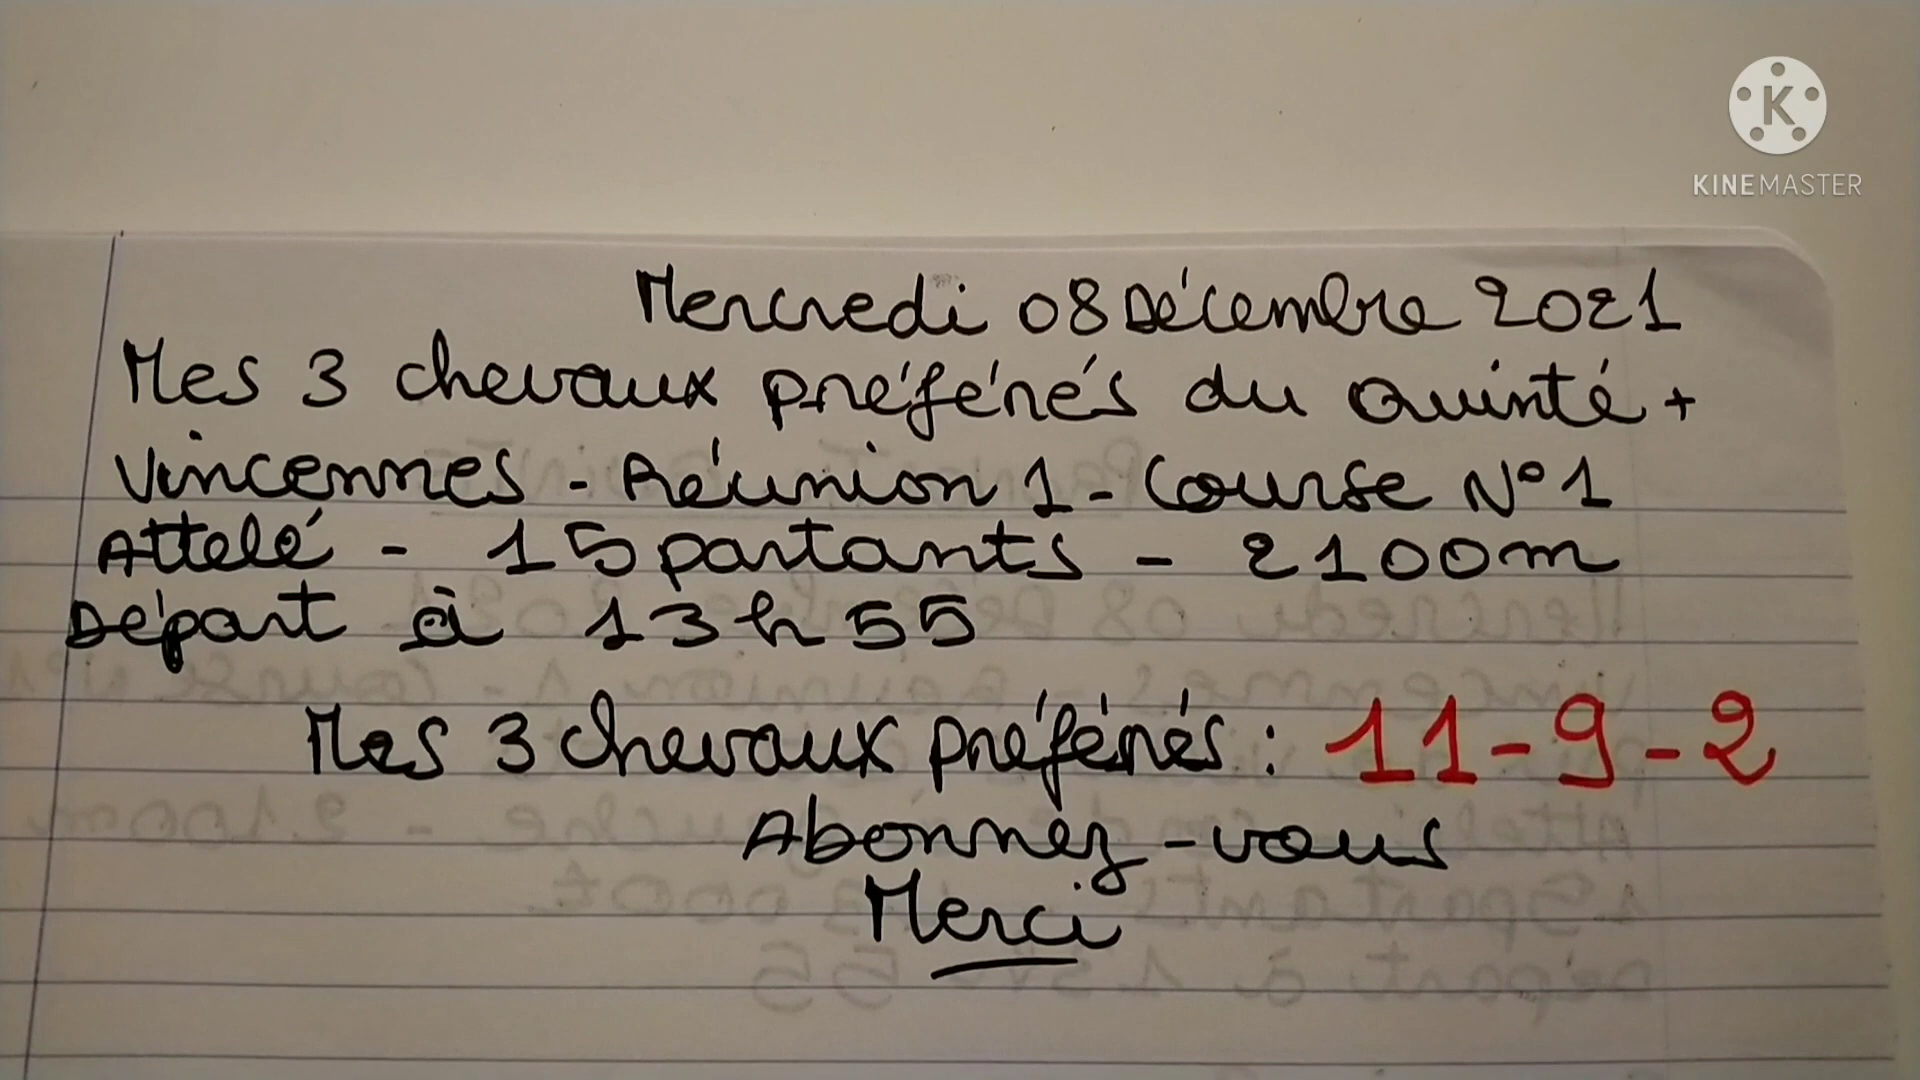 KINEMASTER
Mercredi 08 Décembre 2021
Mes 3 chevaux préférés du Quinté +
Vincennes - Réunion 1 - Course N°1
Attelé - 15 partants - 2100m
Départ à 13h55
Mes 3 chevaux préférés : 11-9-2
Abonnez-vous
Merci